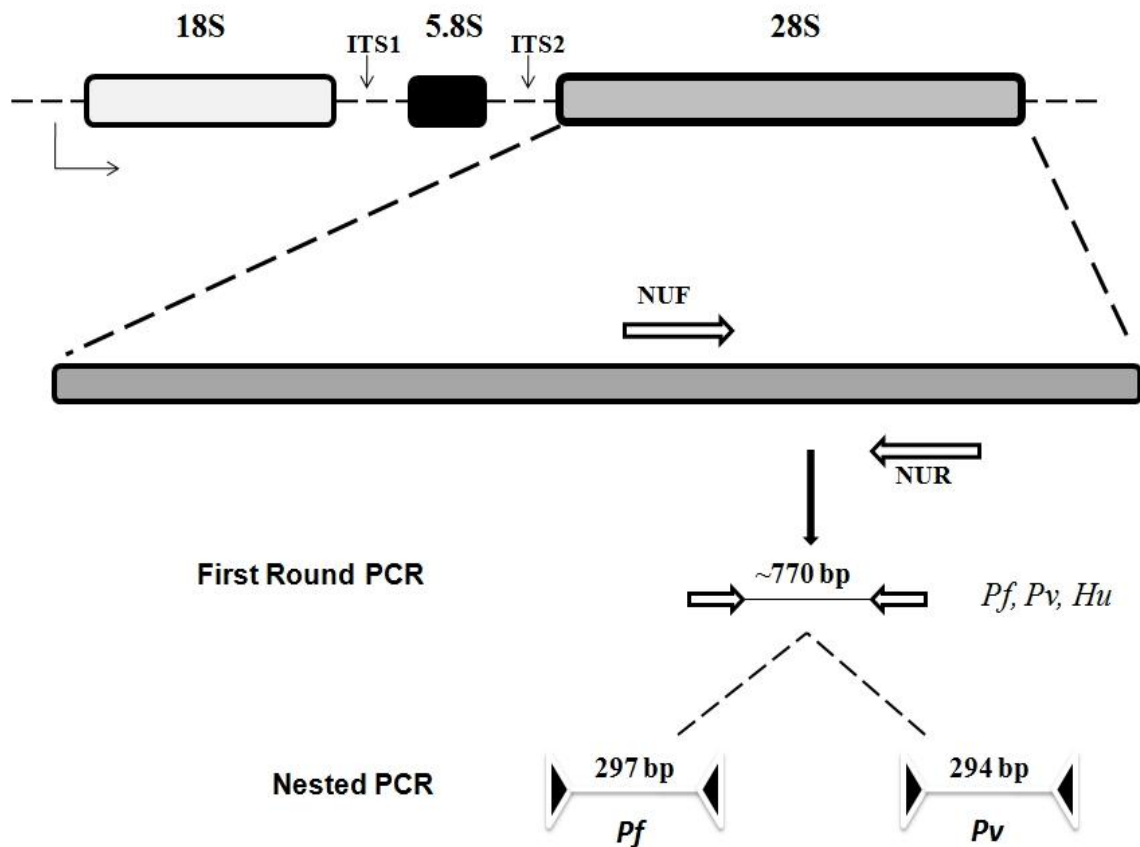 18S
5.8S
28S
ITS1
ITS2
NUF
NUR
First Round PCR
~770 bp
Pf, Pv, Hu
Nested PCR
297 bp
294 bp
Pf
Pv